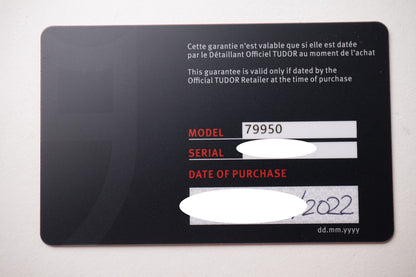 Cette garantie n'est valable que si elle est datée
par le Détaillant Officiel TUDOR au moment de l'achat
This guarantee is valid only if dated by the
Official TUDOR Retailer at the time of purchase
MODEL 79950
SERIAL
DATE OF PURCHASE
/2022
dd.mm.yyyy